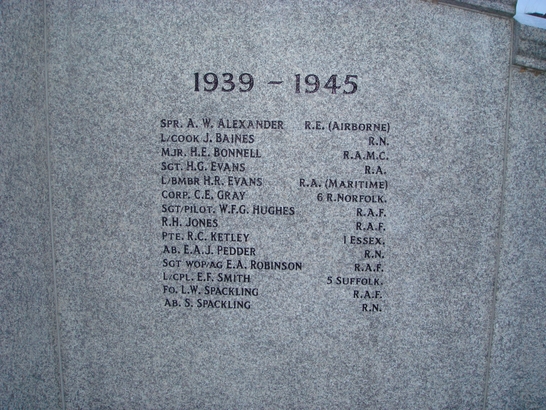 1939 – 1945
SPR. A. W. ALEXANDER R.E. (AIRBORNE)
L/COOK J. BAINES R.N.
MJR. H.E. BONNELL R.A.M.C.
SGT. H.G. EVANS R.A.
L/BMBR H.R. EVANS R.A. (MARITIME)
CORP. C.E. GRAY 6 R.NORFOLK.
SGT/PILOT. W.F.G. HUGHES R.A.F.
R.H. JONES R.A.F.
PTE. R.C. KETLEY 1 ESSEX.
AB. E.A.J. PEDDER R.N.
SGT WOP/AG E.A. ROBINSON R.A.F.
L/CPL. E.F. SMITH 5 SUFFOLK.
FO. L.W. SPACKLING R.A.F.
AB. S. SPACKLING R.N.